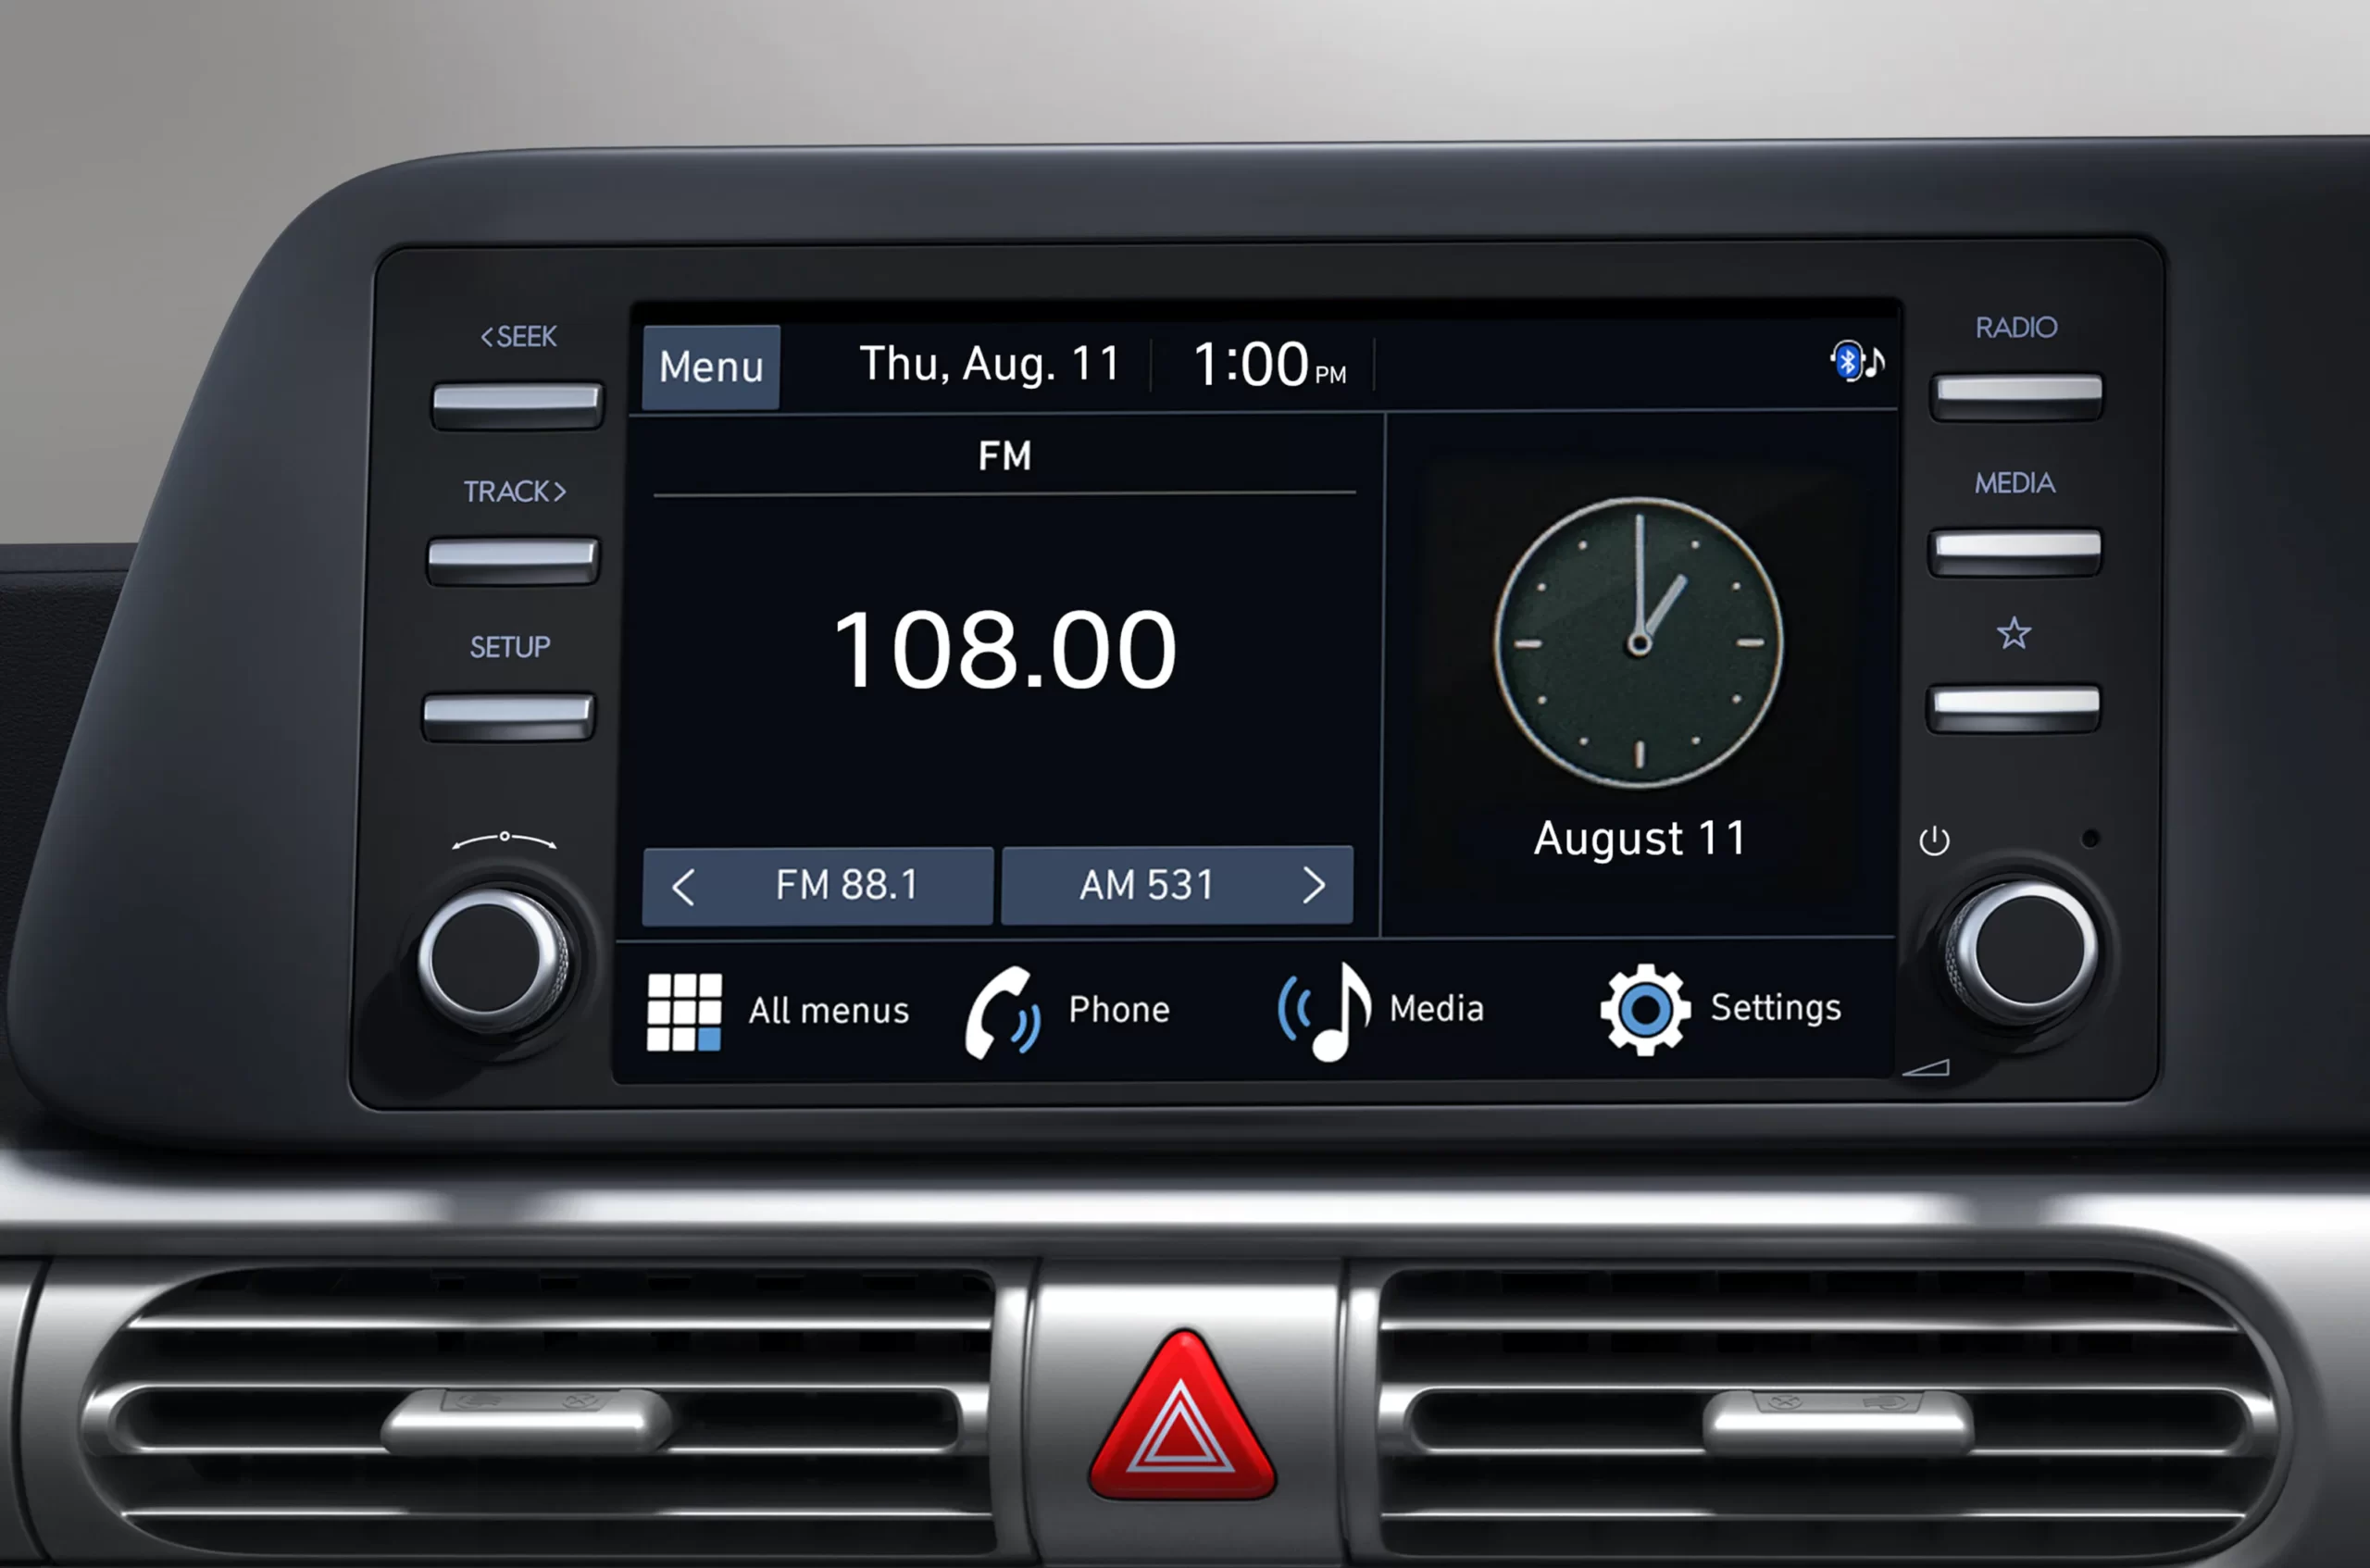 <SEEK
TRACK>
SETUP
Menu
Thu, Aug. 11
1:00 PM
FM
108.00
FM 88.1
AM 531
August 11
All menus
Phone
Media
Settings
RADIO
MEDIA